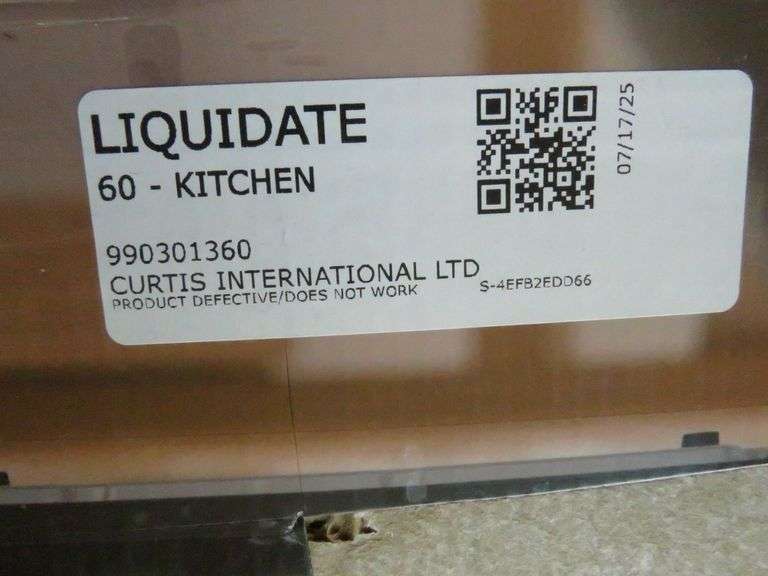 LIQUIDATE
60 - KITCHEN
07/17/25
990301360
CURTIS INTERNATIONAL LTD
PRODUCT DEFECTIVE/DOES NOT WORK
S-4EFB2EDD66